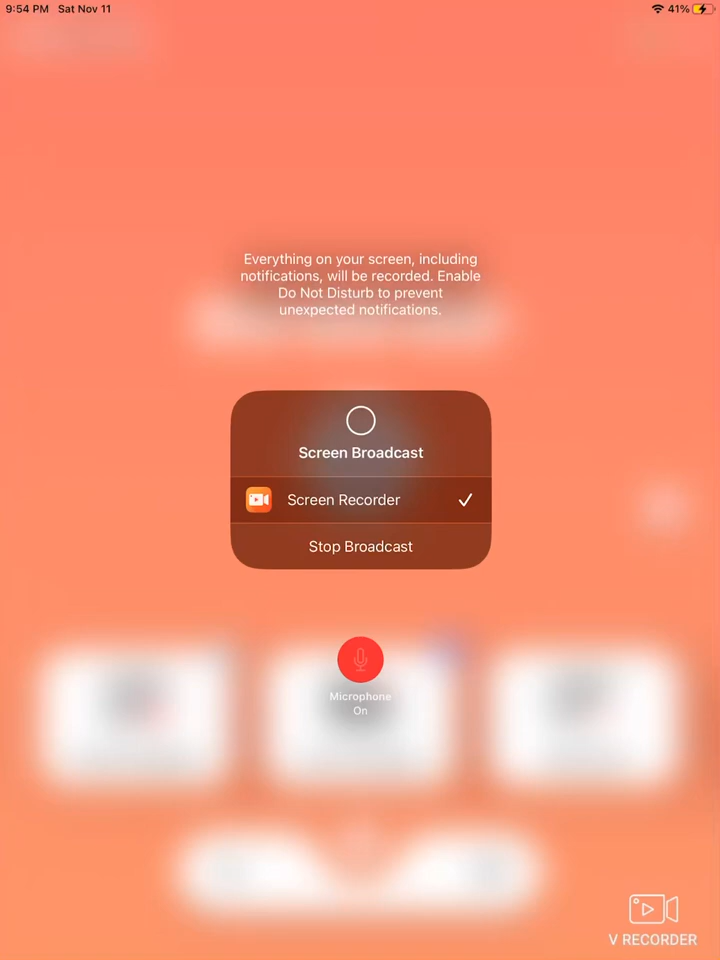 9:54 PM Sat Nov 11
41%
Everything on your screen, including
notifications, will be recorded. Enable
Do Not Disturb to prevent
unexpected notifications.
Screen Broadcast
Screen Recorder
Stop Broadcast
Microphone
On
V RECORDER